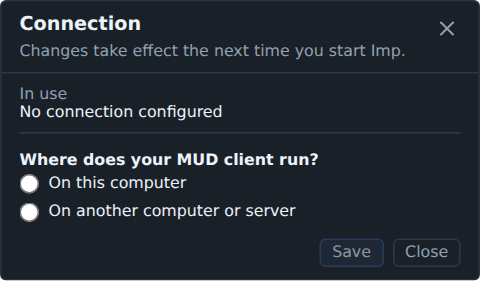 Connection
Changes take effect the next time you start Imp.
In use
No connection configured
Where does your MUD client run?
On this computer
On another computer or server
Save
Close